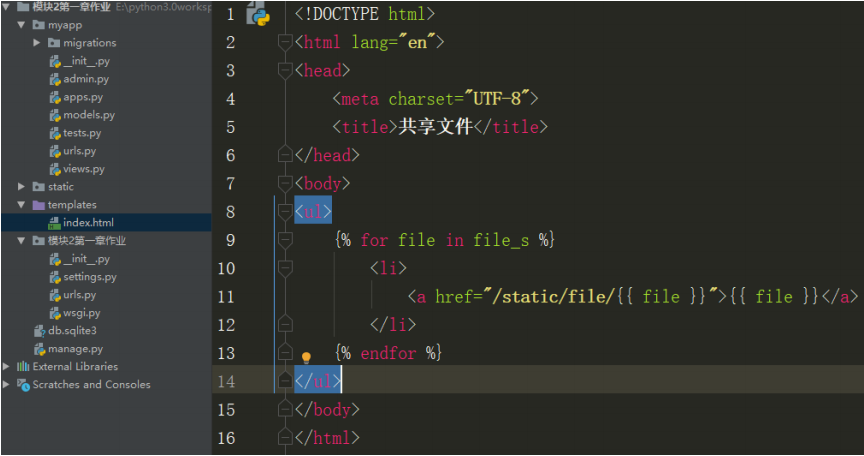 模块2第一章作业 E:\python3.0worksp
myapp
migrations
__init__.py
admin.py
apps.py
models.py
tests.py
urls.py
views.py
static
templates
index.html
模块2第一章作业
__init__.py
settings.py
urls.py
wsgi.py
db.sqlite3
manage.py
External Libraries
Scratches and Consoles
1 <!DOCTYPE html>
2 <html lang="en">
3 <head>
4 <meta charset="UTF-8">
5 <title>共享文件</title>
6 </head>
7 <body>
8 <ul>
9 {% for file in file_s %}
10 <li>
11 <a href="/static/file/{{ file }}">{{ file }}</a>
12 </li>
13 {% endfor %}
14 </ul>
15 </body>
16 </html>